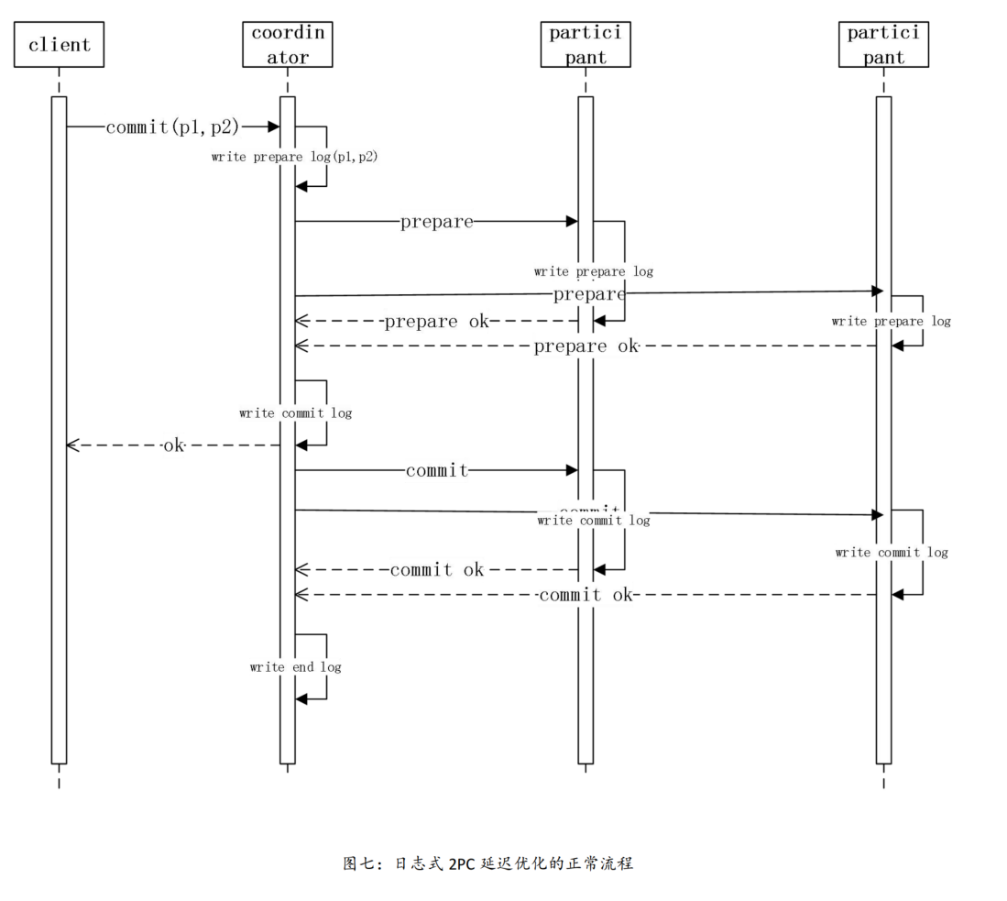 client
coordin
ator
partici
pant
partici
pant
commit(p1,p2)
write prepare log(p1,p2)
prepare
write prepare log
prepare
write prepare log
prepare ok
prepare ok
write commit log
ok
commit
write commit log
write commit log
commit ok
commit ok
write end log
图七：日志式 2PC 延迟优化的正常流程